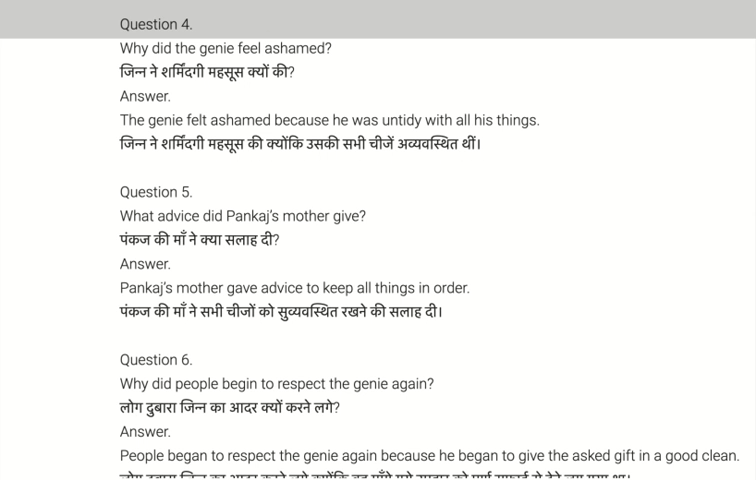 Question 4.
Why did the genie feel ashamed?
जिन्न ने शर्मिंदगी महसूस क्यों की?
Answer.
The genie felt ashamed because he was untidy with all his things.
जिन्न ने शर्मिंदगी महसूस की क्योंकि उसकी सभी चीजें अव्यवस्थित थीं।
Question 5.
What advice did Pankaj’s mother give?
पंकज की माँ ने क्या सलाह दी?
Answer.
Pankaj’s mother gave advice to keep all things in order.
पंकज की माँ ने सभी चीजों को सुव्यवस्थित रखने की सलाह दी।
Question 6.
Why did people begin to respect the genie again?
लोग दुबारा जिन्न का आदर क्यों करने लगे?
Answer.
People began to respect the genie again because he began to give the asked gift in a good clean.